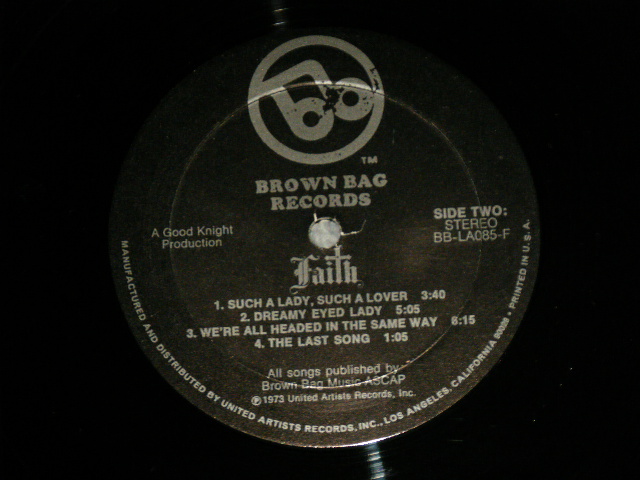 TM
BROWN BAG
RECORDS
A Good Knight
Production
SIDE TWO:
STEREO
BB-LA085-F
Faith
1. SUCH A LADY, SUCH A LOVER 3:40
2. DREAMY EYED LADY 5:05
3. WE'RE ALL HEADED IN THE SAME WAY 8:15
4. THE LAST SONG 1:05
All songs published by
Brown Bag Music ASCAP
℗ 1973 United Artists Records, Inc.
MANUFACTURED AND DISTRIBUTED BY UNITED ARTISTS RECORDS, INC., LOS ANGELES, CALIFORNIA 90028 • PRINTED IN U.S.A.